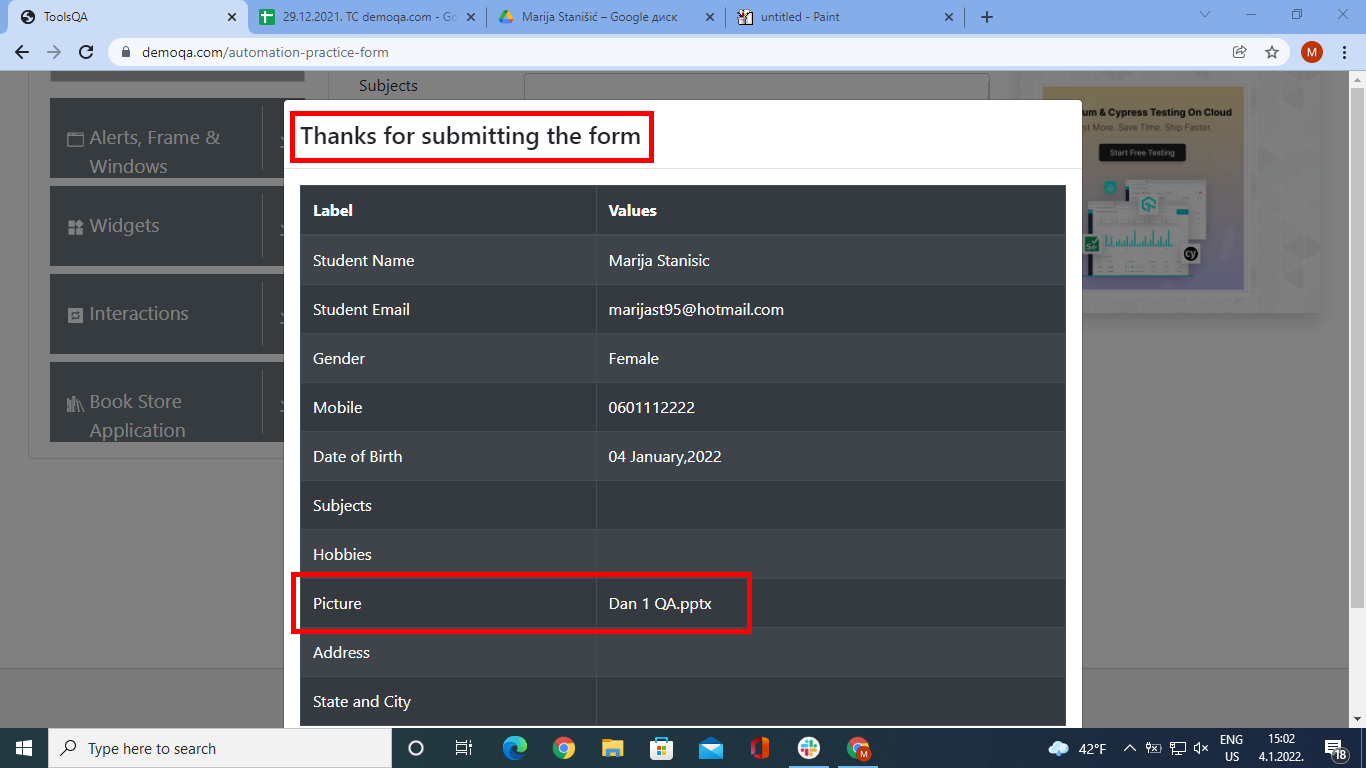 ToolsQA
29.12.2021. TC demoqa.com - Go
Marija Stanišić – Google диск
untitled - Paint
demoqa.com/automation-practice-form
M
Subjects
Alerts, Frame &
Windows
Widgets
Interactions
Book Store
Application
um & Cypress Testing On Cloud
st More. Save Time. Ship Faster.
Start Free Testing
Thanks for submitting the form
Label Values
Student Name Marija Stanisic
Student Email marijast95@hotmail.com
Gender Female
Mobile 0601112222
Date of Birth 04 January,2022
Subjects
Hobbies
Picture Dan 1 QA.pptx
Address
State and City
Type here to search
M
42°F
ENG
US
15:02
4.1.2022.
18